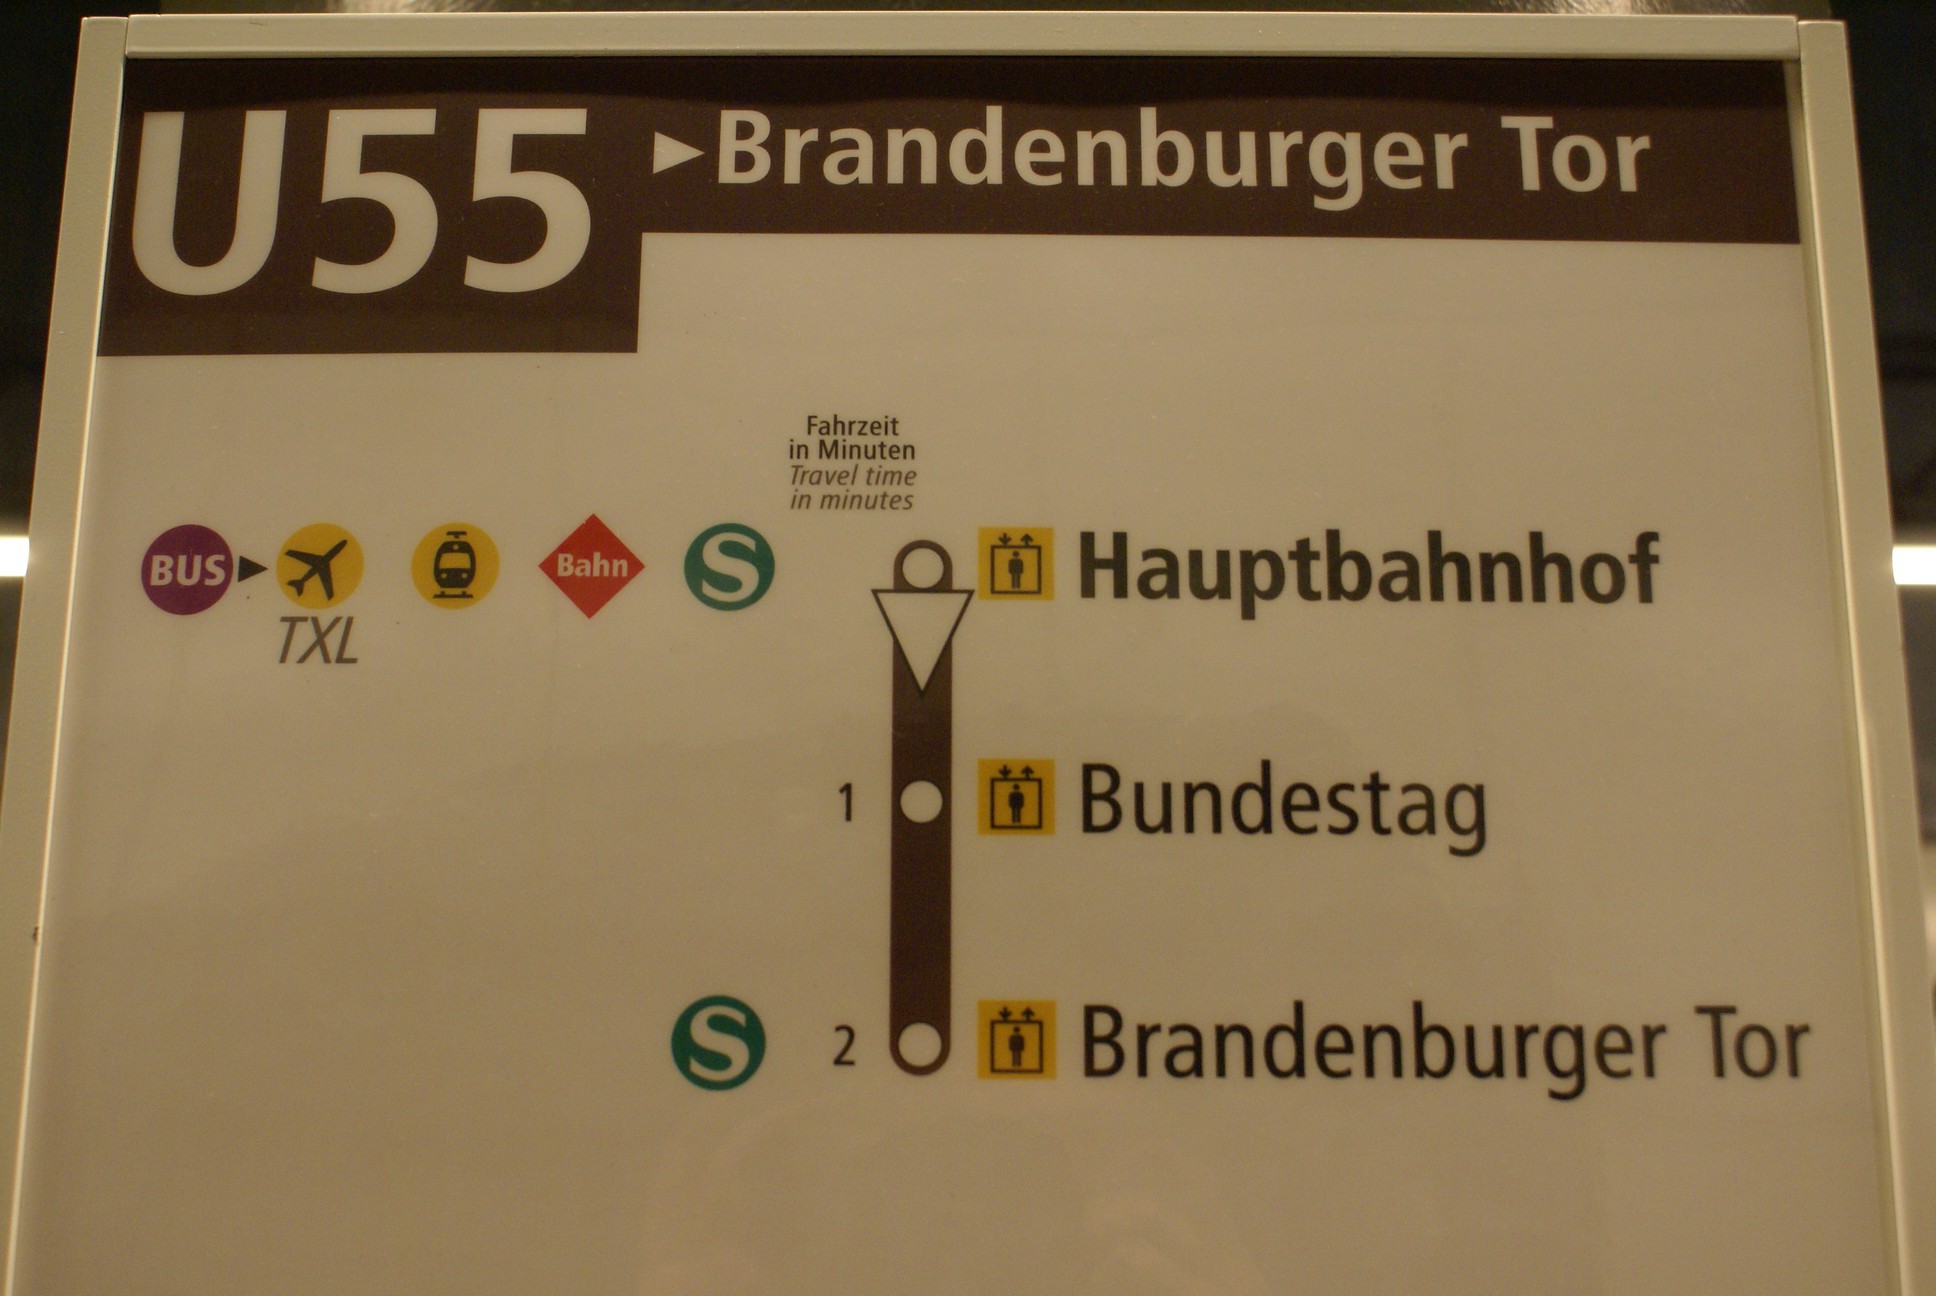 U55 ▸Brandenburger Tor
Fahrzeit
in Minuten
Travel time
in minutes
BUS Bahn S Hauptbahnhof
TXL
1 Bundestag
S 2 Brandenburger Tor